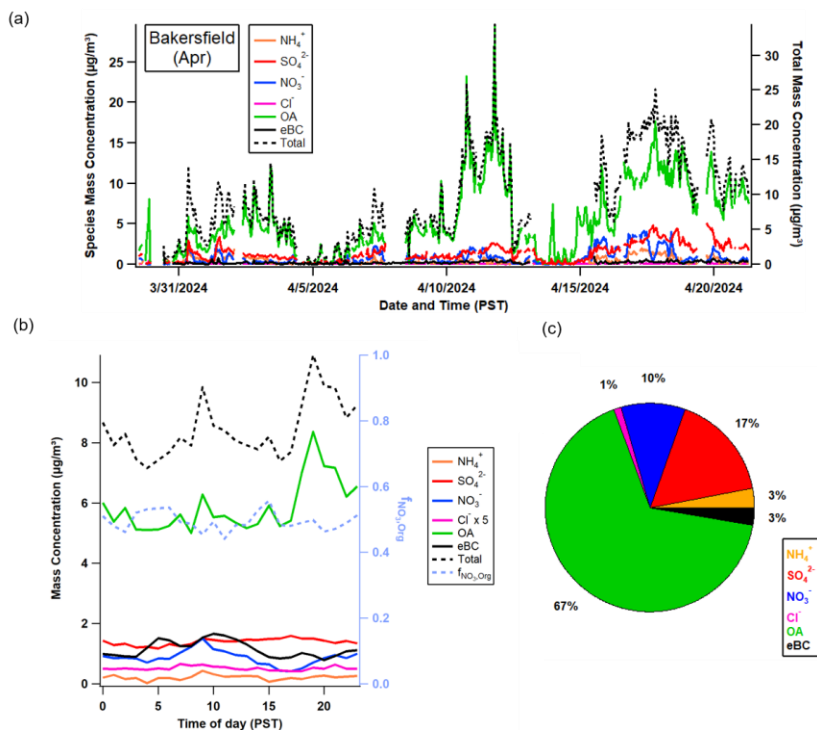 (a)
Bakersfield
(Apr)
NH₄⁺
SO₄²⁻
NO₃⁻
Cl⁻
OA
eBC
Total
Species Mass Concentration (µg/m³)
25
20
15
10
5
0
Total Mass Concentration (µg/m³)
30
25
20
15
10
5
0
3/31/2024
4/5/2024
4/10/2024
4/15/2024
4/20/2024
Date and Time (PST)
(b)
Mass Concentration (µg/m³)
10
8
6
4
2
0
1.0
0.8
0.6
0.4
0.2
0.0
fNO₃,Org
0
5
10
15
20
Time of day (PST)
NH₄⁺
SO₄²⁻
NO₃⁻
Cl⁻ x 5
OA
eBC
Total
fNO₃,Org
(c)
1%
10%
17%
3%
3%
67%
NH₄⁺
SO₄²⁻
NO₃⁻
Cl⁻
OA
eBC